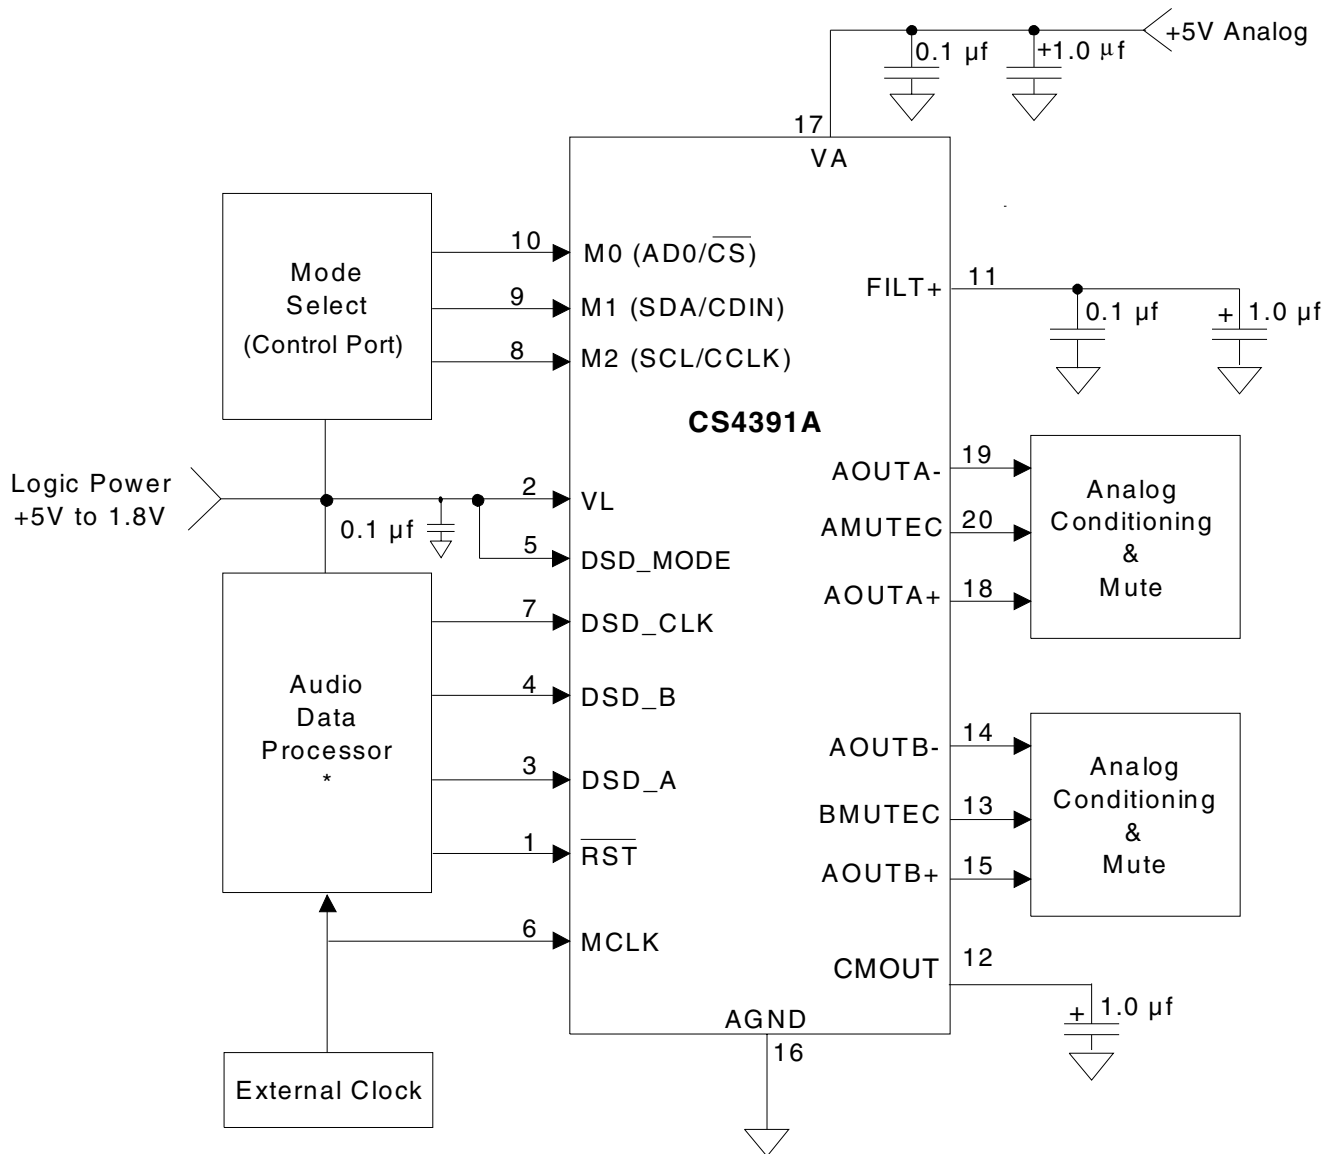 +5V Analog
0.1 µf
+1.0 µf
17
VA
Mode
Select
(Control Port)
10
M0 (AD0/CS)
9
M1 (SDA/CDIN)
8
M2 (SCL/CCLK)
FILT+
11
0.1 µf
+ 1.0 µf
CS4391A
Logic Power
+5V to 1.8V
0.1 µf
2
VL
5
DSD_MODE
7
DSD_CLK
4
DSD_B
3
DSD_A
1
RST
6
MCLK
Audio
Data
Processor
*
External Clock
AOUTA-
19
AMUTEC
20
AOUTA+
18
Analog
Conditioning
&
Mute
AOUTB-
14
BMUTEC
13
AOUTB+
15
Analog
Conditioning
&
Mute
CMOUT
12
+ 1.0 µf
AGND
16